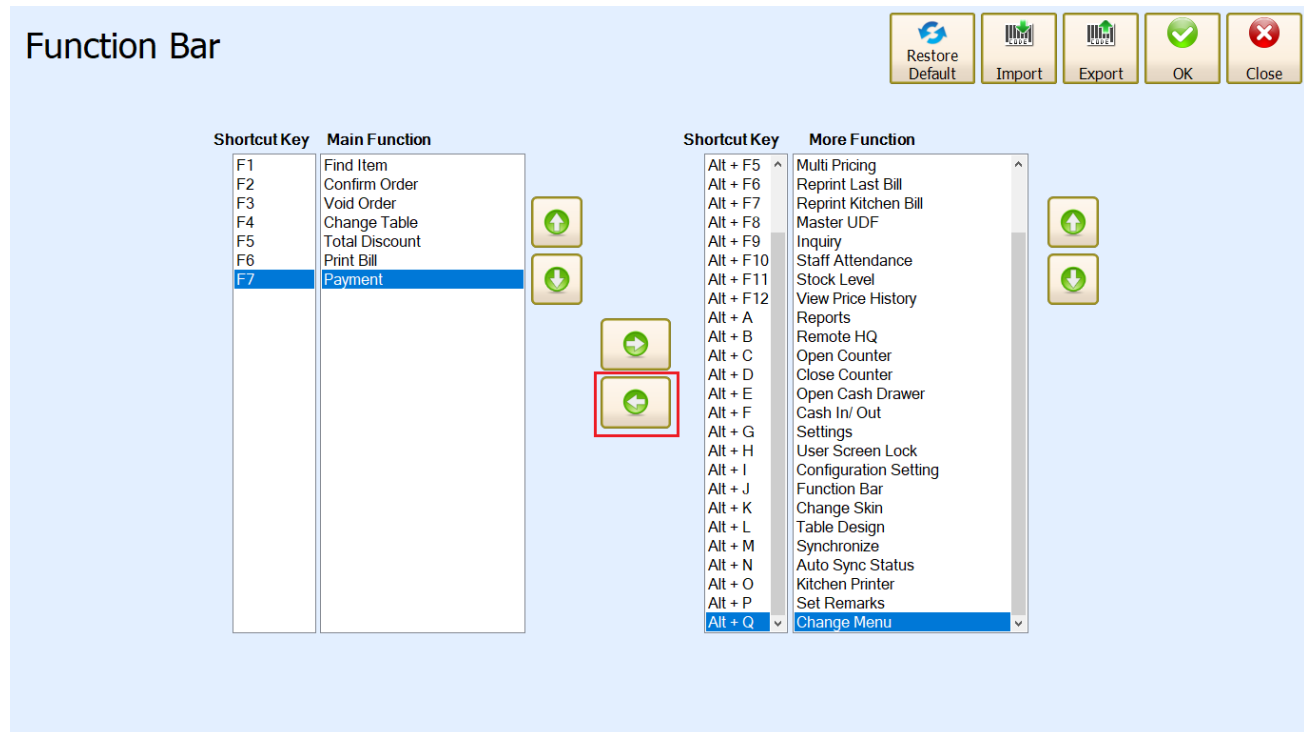 Function Bar
Restore
Default
Import
Export
OK
Close
Shortcut Key Main Function
F1 Find Item
F2 Confirm Order
F3 Void Order
F4 Change Table
F5 Total Discount
F6 Print Bill
F7 Payment
Shortcut Key More Function
Alt + F5 Multi Pricing
Alt + F6 Reprint Last Bill
Alt + F7 Reprint Kitchen Bill
Alt + F8 Master UDF
Alt + F9 Inquiry
Alt + F10 Staff Attendance
Alt + F11 Stock Level
Alt + F12 View Price History
Alt + A Reports
Alt + B Remote HQ
Alt + C Open Counter
Alt + D Close Counter
Alt + E Open Cash Drawer
Alt + F Cash In/ Out
Alt + G Settings
Alt + H User Screen Lock
Alt + I Configuration Setting
Alt + J Function Bar
Alt + K Change Skin
Alt + L Table Design
Alt + M Synchronize
Alt + N Auto Sync Status
Alt + O Kitchen Printer
Alt + P Set Remarks
Alt + Q Change Menu